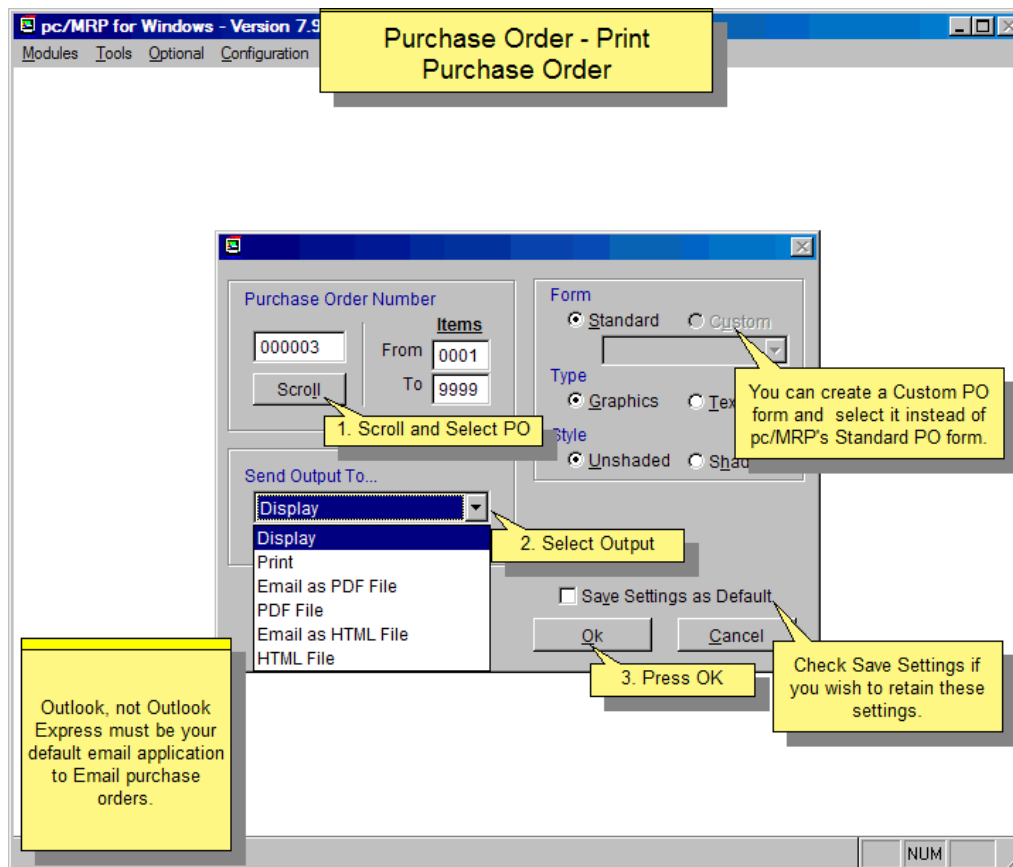 pc/MRP for Windows - Version 7.9
Purchase Order - Print
Purchase Order
Modules Tools Optional Configuration
Purchase Order Number
000003
Scroll
Items
From 0001
To 9999
1. Scroll and Select PO
Form
Standard Custom
Type
Graphics
Style
Unshaded
You can create a Custom PO
form and select it instead of
pc/MRP's Standard PO form.
Send Output To...
Display
Display
Print
Email as PDF File
PDF File
Email as HTML File
HTML File
2. Select Output
Save Settings as Default
Ok Cancel
3. Press OK
Check Save Settings if
you wish to retain these
settings.
Outlook, not Outlook
Express must be your
default email application
to Email purchase
orders.
NUM